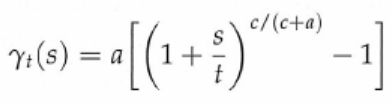 γₜ(s) = a[(1 + s/t)^{c/(c+a)} − 1]